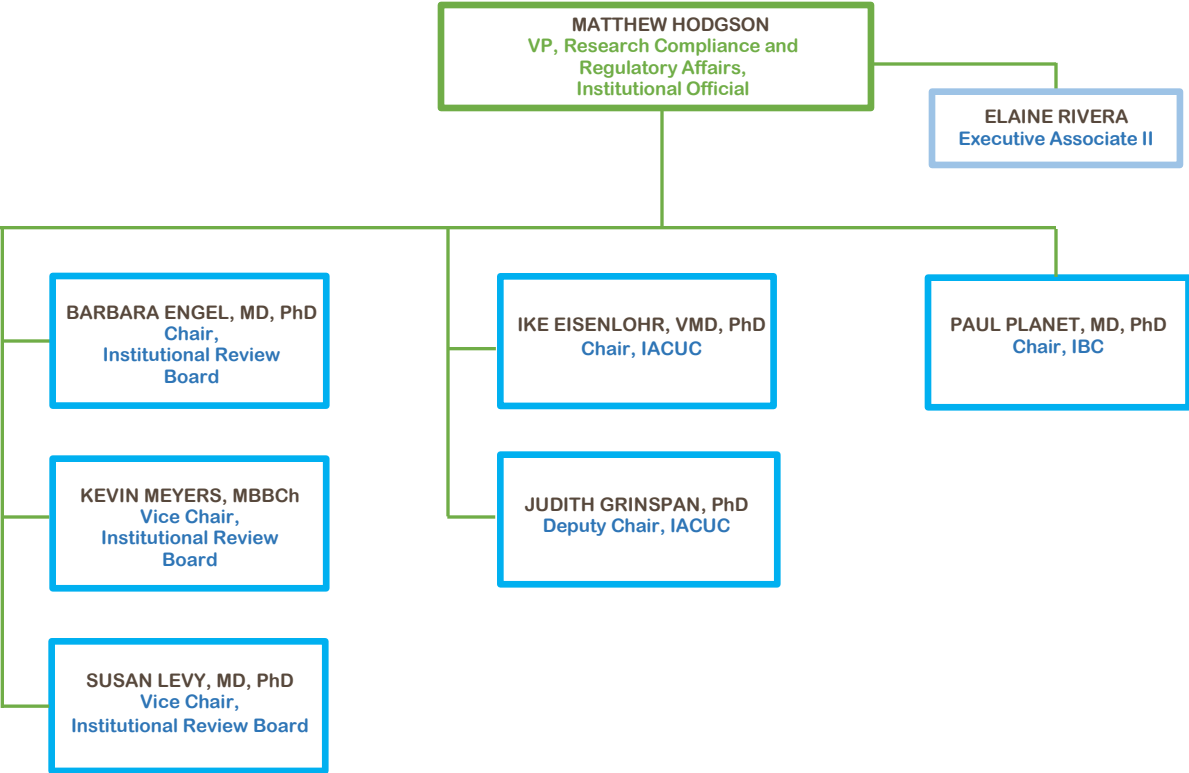 MATTHEW HODGSON
VP, Research Compliance and
Regulatory Affairs,
Institutional Official
ELAINE RIVERA
Executive Associate II
BARBARA ENGEL, MD, PhD
Chair,
Institutional Review
Board
IKE EISENLOHR, VMD, PhD
Chair, IACUC
PAUL PLANET, MD, PhD
Chair, IBC
KEVIN MEYERS, MBBCh
Vice Chair,
Institutional Review
Board
JUDITH GRINSPAN, PhD
Deputy Chair, IACUC
SUSAN LEVY, MD, PhD
Vice Chair,
Institutional Review Board